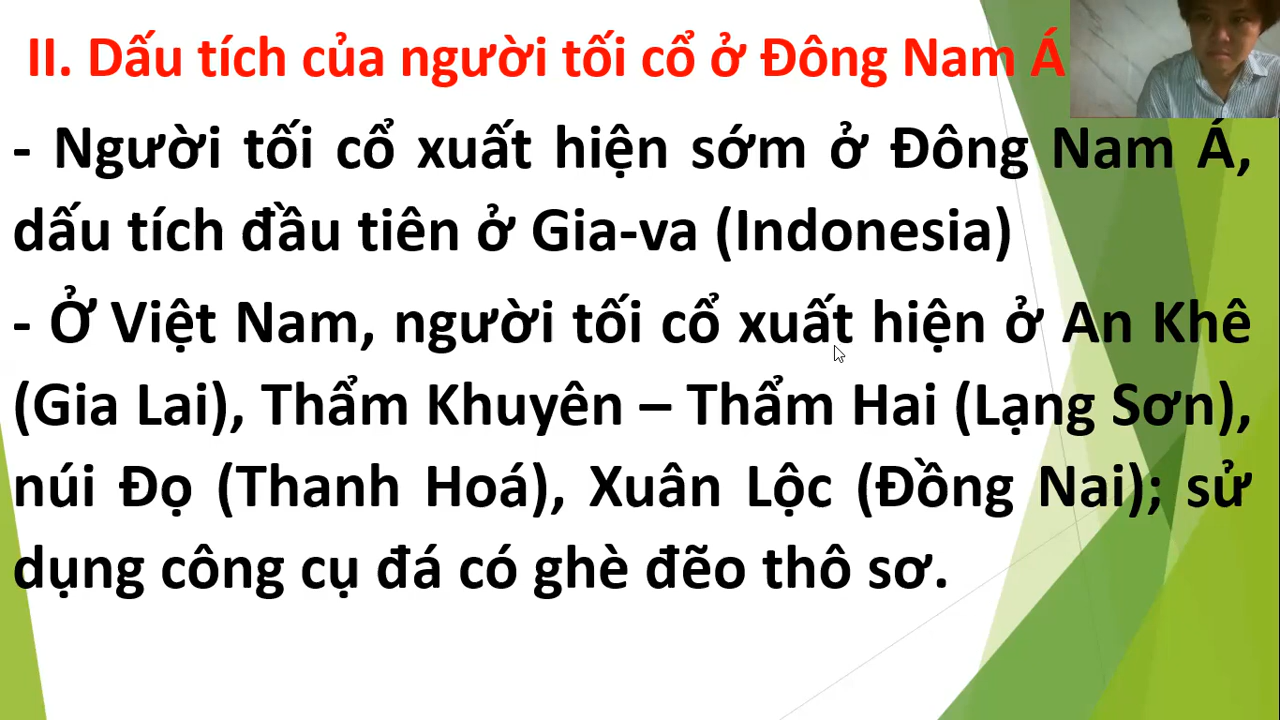 II. Dấu tích của người tối cổ ở Đông Nam Á
- Người tối cổ xuất hiện sớm ở Đông Nam Á,
dấu tích đầu tiên ở Gia-va (Indonesia)
- Ở Việt Nam, người tối cổ xuất hiện ở An Khê
(Gia Lai), Thẩm Khuyên – Thẩm Hai (Lạng Sơn),
núi Đọ (Thanh Hoá), Xuân Lộc (Đồng Nai); sử
dụng công cụ đá có ghè đẽo thô sơ.